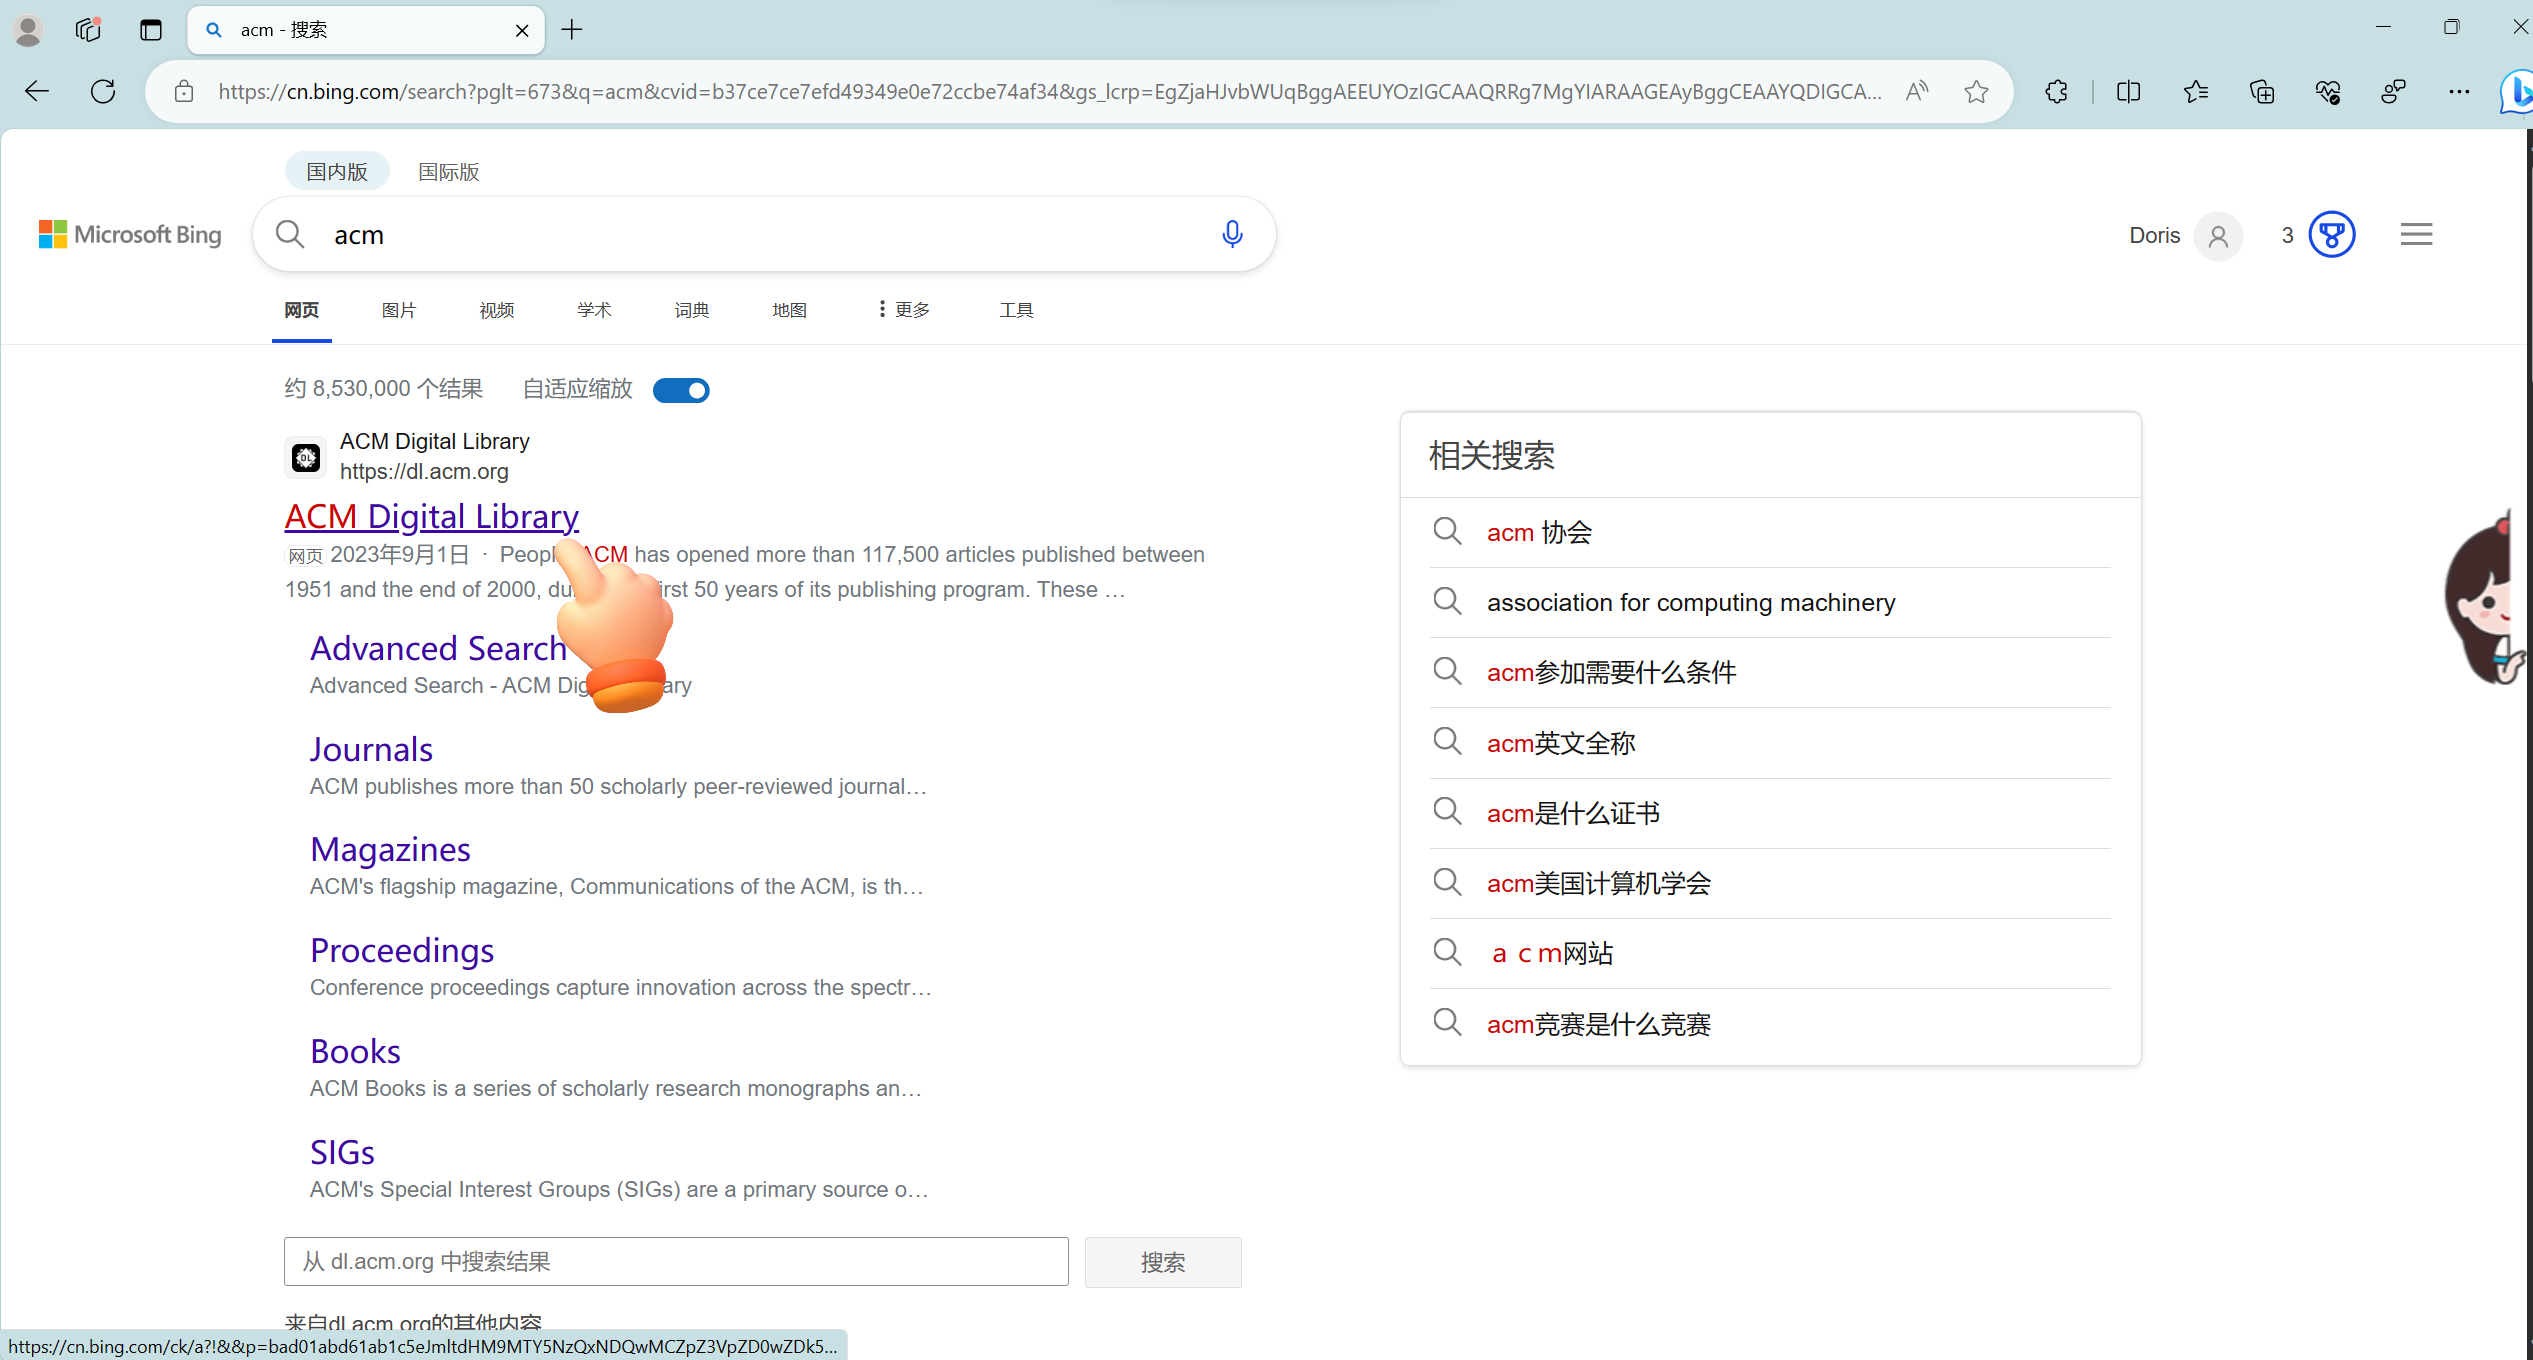 acm - 搜索
https://cn.bing.com/search?pglt=673&q=acm&cvid=b37ce7ce7efd49349e0e72ccbe74af34&gs_lcrp=EgZjaHJvbWUqBggAEEUYOzIGCAAQRRg7MgYIARAAGEAyBggCEAAYQDIGCA...
国内版 国际版
Microsoft Bing
acm
Doris
3
网页 图片 视频 学术 词典 地图 更多 工具
约 8,530,000 个结果 自适应缩放
ACM Digital Library
https://dl.acm.org
ACM Digital Library
网页 2023年9月1日 · ACM has opened more than 117,500 articles published between
1951 and the end of 2000, 50 years of its publishing program. These …
Advanced Search
Advanced Search - ACM
Journals
ACM publishes more than 50 scholarly peer-reviewed journal…
Magazines
ACM's flagship magazine, Communications of the ACM, is th…
Proceedings
Conference proceedings capture innovation across the spectr…
Books
ACM Books is a series of scholarly research monographs an…
SIGs
ACM's Special Interest Groups (SIGs) are a primary source o…
从 dl.acm.org 中搜索结果
搜索
来自dl.acm.org的其他内容
https://cn.bing.com/ck/a?!&&p=bad01abd61ab1c5eJmltdHM9MTY5NzQxNDQwMCZpZ3VpZD0wZDk5...
相关搜索
acm 协会
association for computing machinery
acm参加需要什么条件
acm英文全称
acm是什么证书
acm美国计算机学会
ａｃｍ网站
acm竞赛是什么竞赛